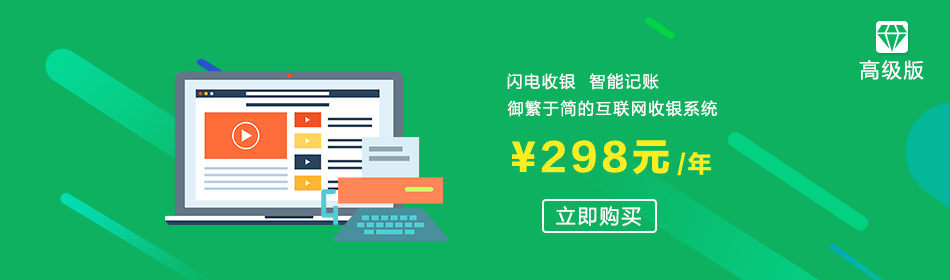 高级版
闪电收银 智能记账
御繁于简的互联网收银系统
¥298元/年
立即购买